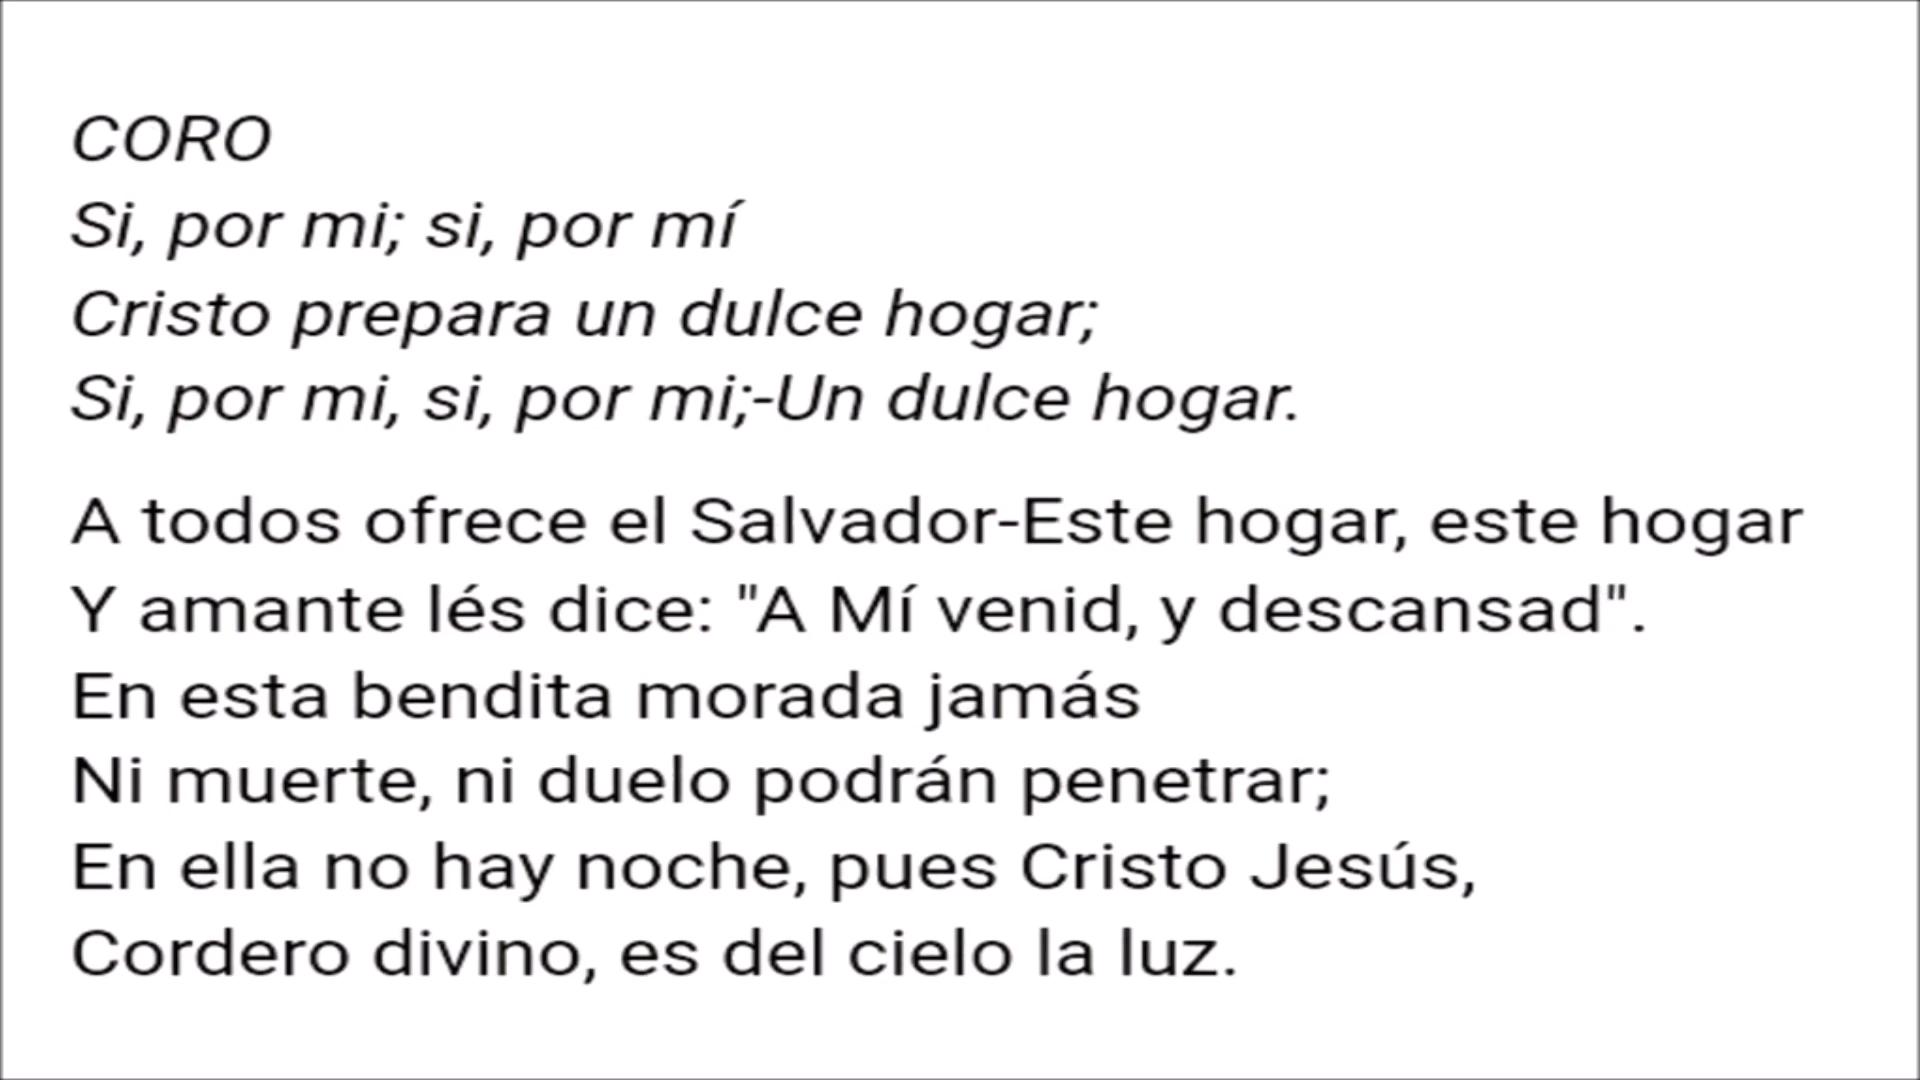 CORO
Si, por mi; si, por mí
Cristo prepara un dulce hogar;
Si, por mi, si, por mi;-Un dulce hogar.
A todos ofrece el Salvador-Este hogar, este hogar
Y amante lés dice: "A Mí venid, y descansad".
En esta bendita morada jamás
Ni muerte, ni duelo podrán penetrar;
En ella no hay noche, pues Cristo Jesús,
Cordero divino, es del cielo la luz.